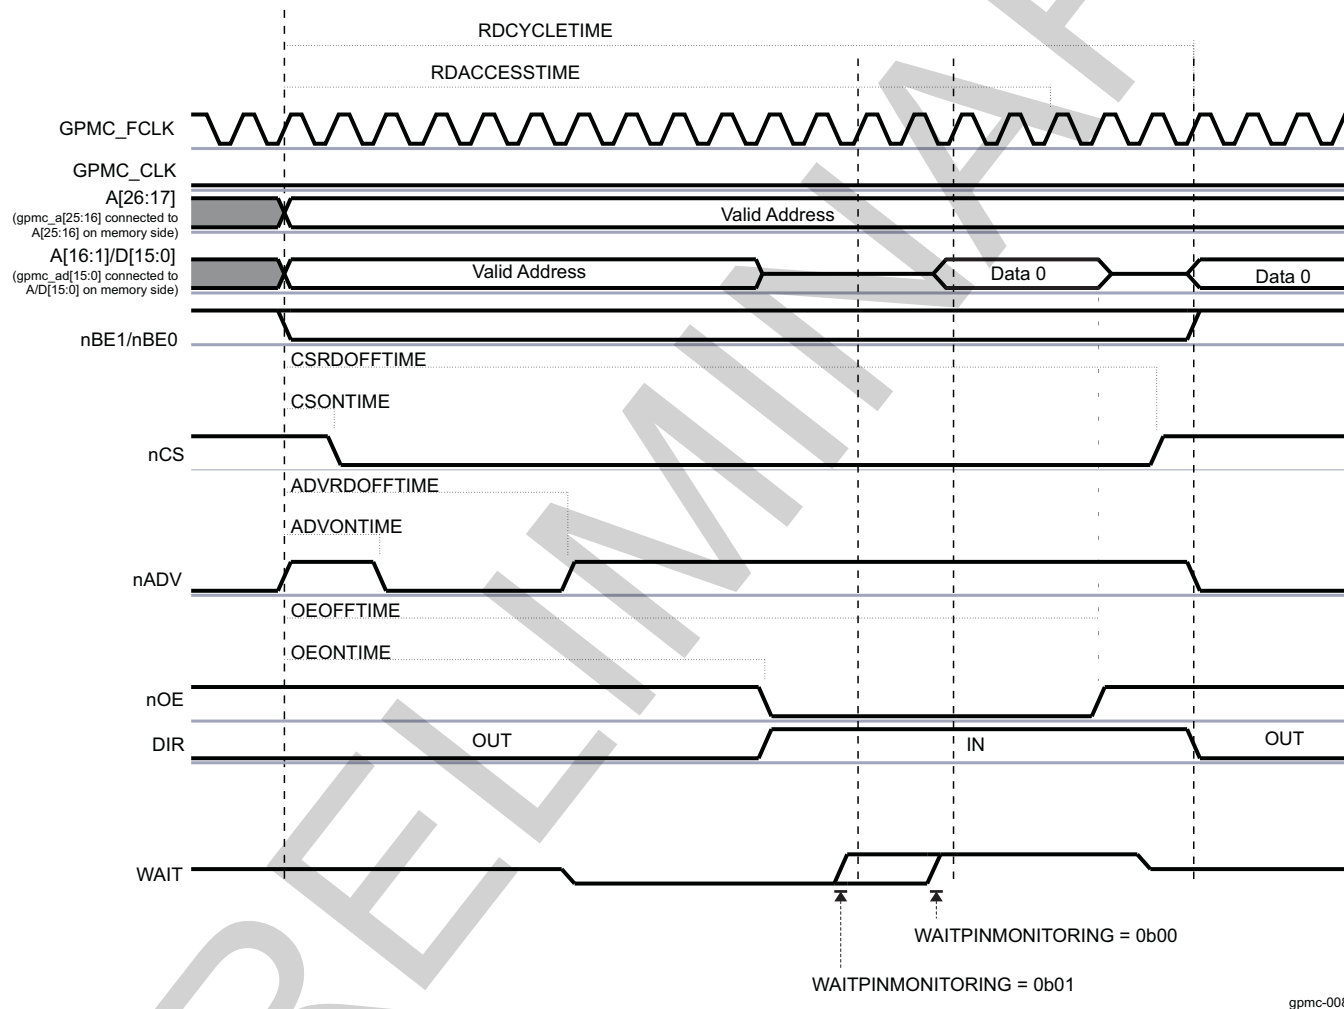 RDCYCLETIME
RDACCESSTIME
GPMC_FCLK
GPMC_CLK
A[26:17]
(gpmc_a[25:16] connected to
A[25:16] on memory side)
Valid Address
A[16:1]/D[15:0]
(gpmc_ad[15:0] connected to
A/D[15:0] on memory side)
Valid Address
Data 0
Data 0
nBE1/nBE0
CSRDOFFTIME
CSONTIME
nCS
ADVRDOFFTIME
ADVONTIME
nADV
OEOFFTIME
OEONTIME
nOE
DIR
OUT
IN
OUT
WAIT
WAITPINMONITORING = 0b00
WAITPINMONITORING = 0b01
gpmc-008